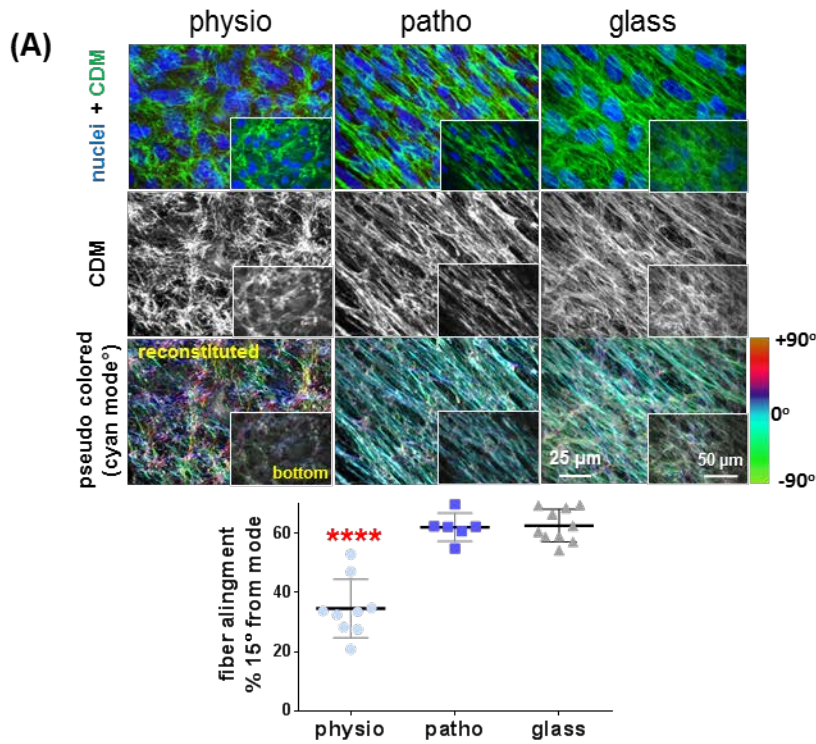 (A)
physio patho glass
nuclei + CDM
CDM
pseudo colored
(cyan mode°)
reconstituted
bottom
25 µm
50 µm
+90°
0°
-90°
fiber alingment
% 15° from mode
60
40
20
0
****
physio patho glass